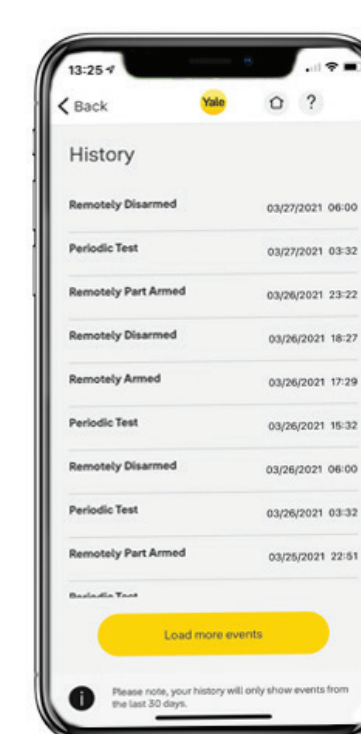 13:25
Back Yale ?
History
Remotely Disarmed 03/27/2021 06:00
Periodic Test 03/27/2021 03:32
Remotely Part Armed 03/26/2021 23:22
Remotely Disarmed 03/26/2021 18:27
Remotely Armed 03/26/2021 17:29
Periodic Test 03/26/2021 15:32
Remotely Disarmed 03/26/2021 06:00
Periodic Test 03/26/2021 03:32
Remotely Part Armed 03/25/2021 22:51
Periodic Test
Load more events
i Please note, your history will only show events from
the last 30 days.